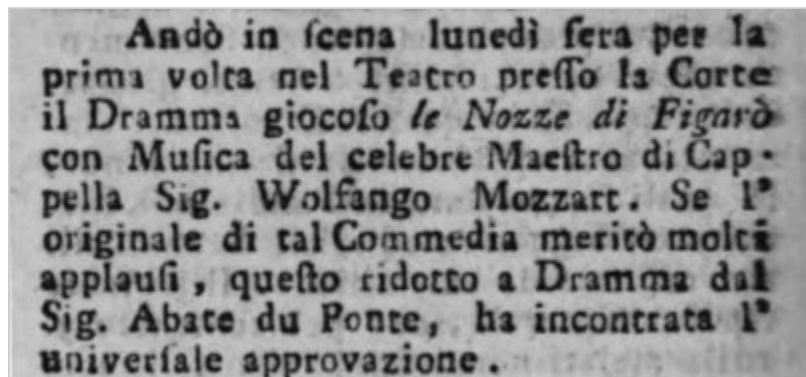 Andò in ſcena lunedì ſera per la
prima volta nel Teatro preſſo la Corte
il Dramma giocoſo le Nozze di Figarò
con Muſica del celebre Maeſtro di Cap-
pella Sig. Wolfango Mozzart. Se l'
originale di tal Commedia meritò molti
applauſi, queſto ridotto a Dramma dal
Sig. Abate du Ponte, ha incontrata l'
univerſale approvazione.